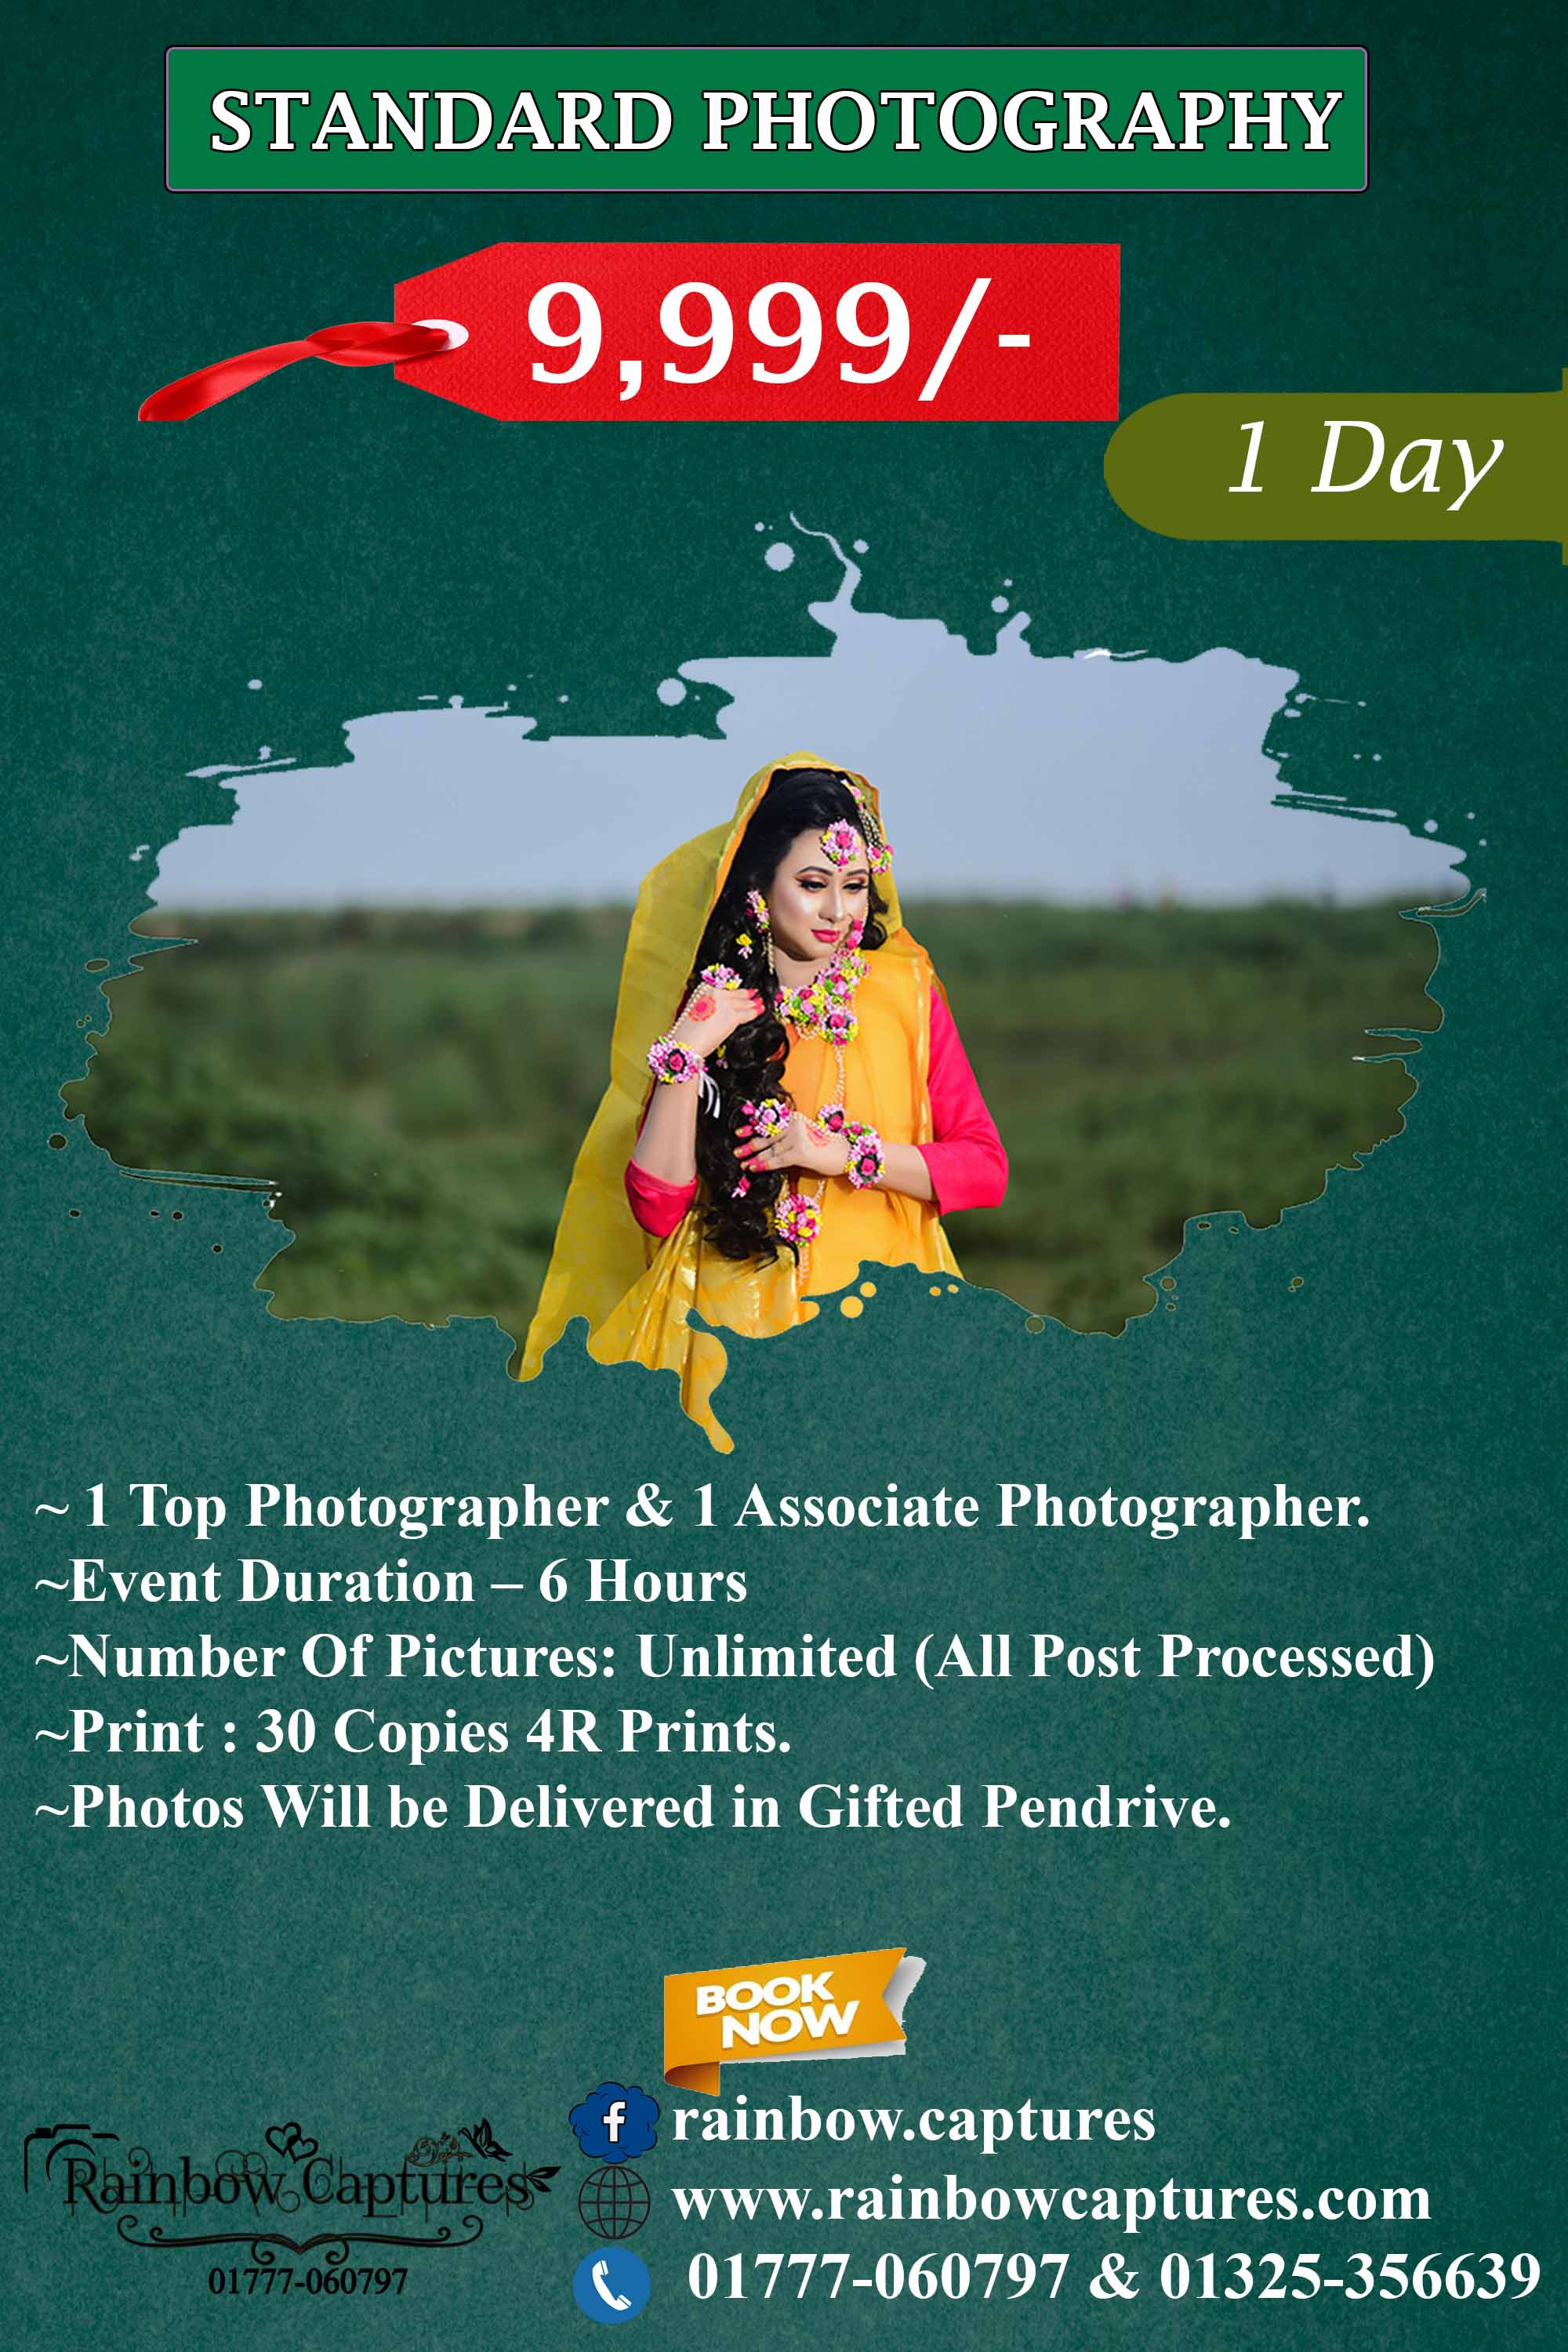 STANDARD PHOTOGRAPHY
9,999/-
1 Day
~ 1 Top Photographer & 1 Associate Photographer.
~Event Duration – 6 Hours
~Number Of Pictures: Unlimited (All Post Processed)
~Print : 30 Copies 4R Prints.
~Photos Will be Delivered in Gifted Pendrive.
BOOK
NOW
f rainbow.captures
www.rainbowcaptures.com
01777-060797 & 01325-356639
Rainbow Captures
01777-060797